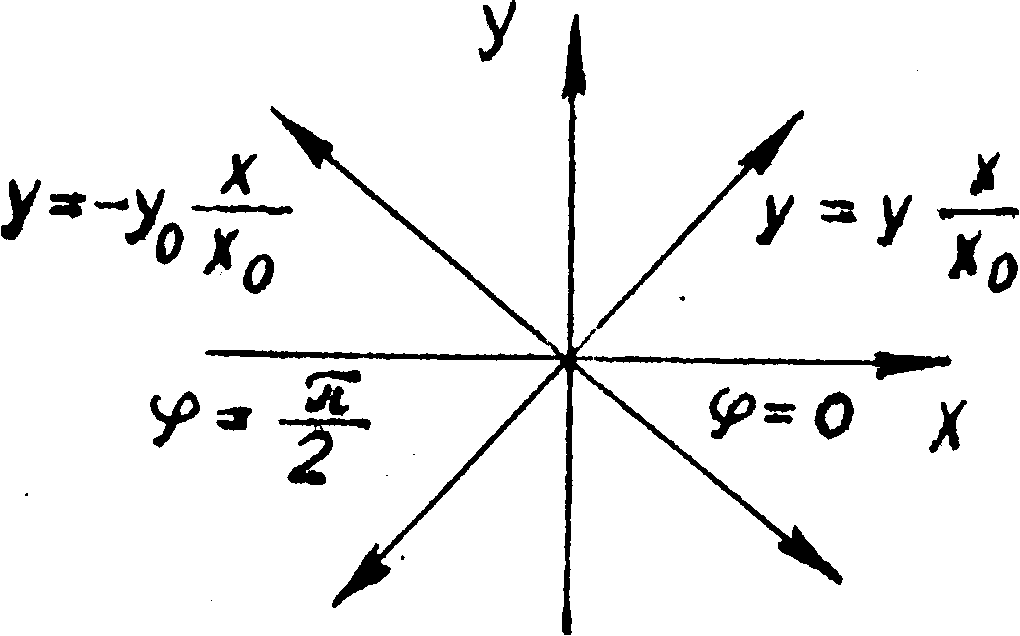 y
y = -y₀ x/x₀
y = y x/x₀
φ = π/2
φ = 0
x